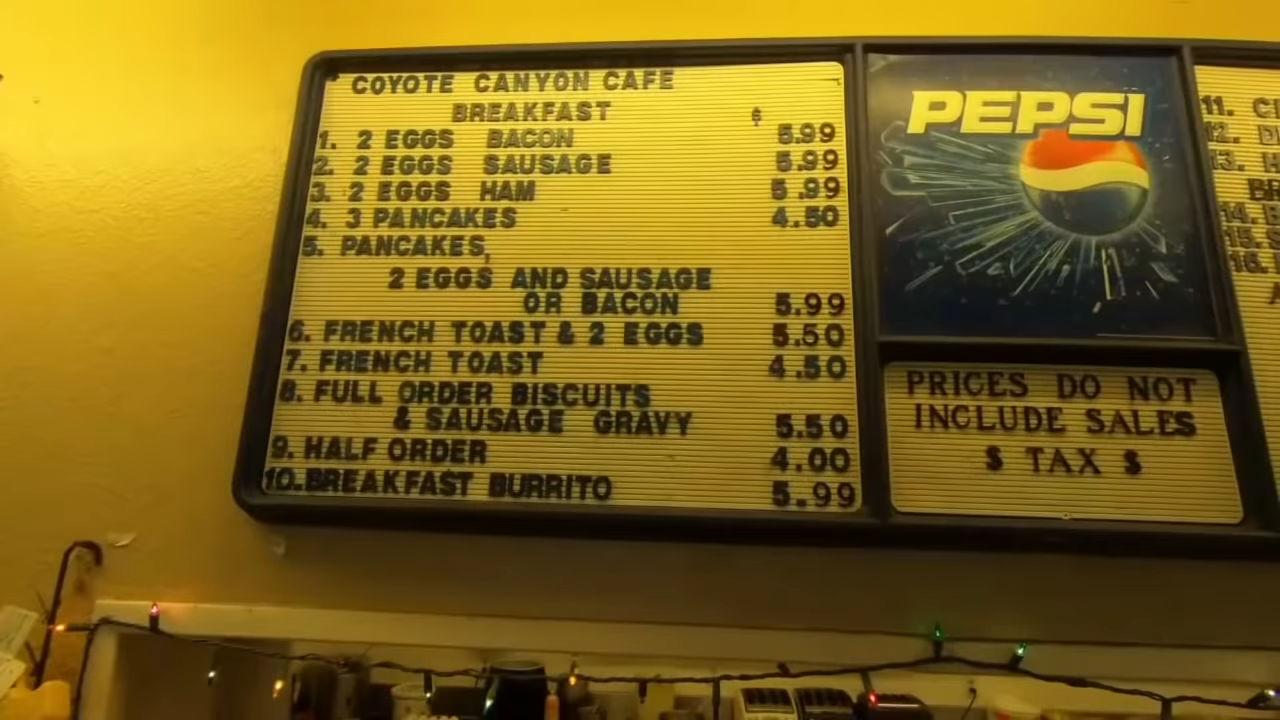 COYOTE CANYON CAFE
BREAKFAST $
1. 2 EGGS BACON 5.99
2. 2 EGGS SAUSAGE 5.99
3. 2 EGGS HAM 5.99
4. 3 PANCAKES 4.50
5. PANCAKES,
2 EGGS AND SAUSAGE
OR BACON 5.99
6. FRENCH TOAST & 2 EGGS 5.50
7. FRENCH TOAST 4.50
8. FULL ORDER BISCUITS
& SAUSAGE GRAVY 5.50
9. HALF ORDER 4.00
10. BREAKFAST BURRITO 5.99
PEPSI
PRICES DO NOT
INCLUDE SALES
$ TAX $
11.
12.
13.
14.
15.
16.